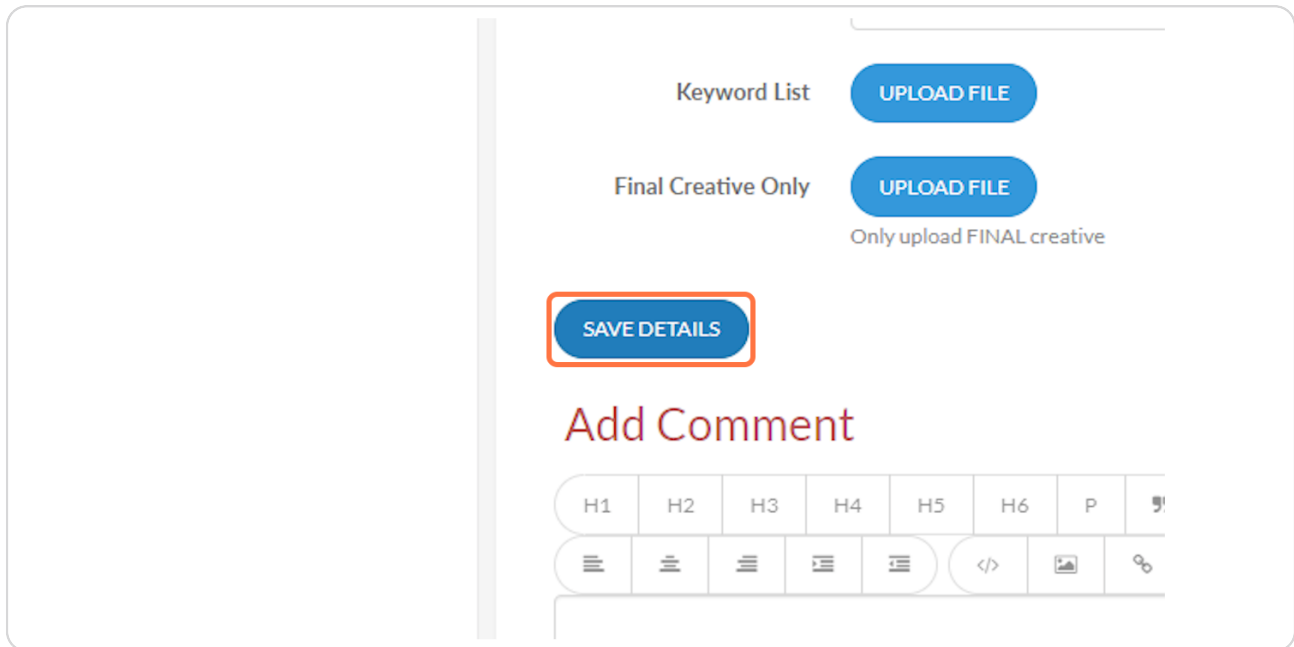 Keyword List UPLOAD FILE
Final Creative Only UPLOAD FILE
Only upload FINAL creative
SAVE DETAILS
Add Comment
H1 H2 H3 H4 H5 H6 P